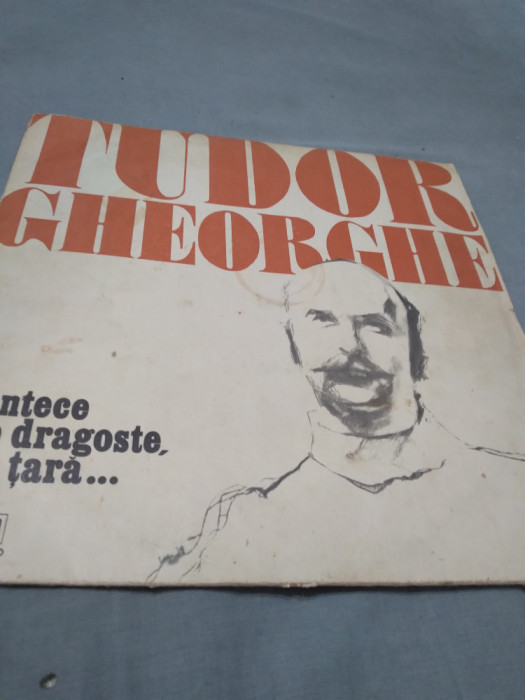 TUDOR
GHEORGHE
ntece
dragoste,
țară...